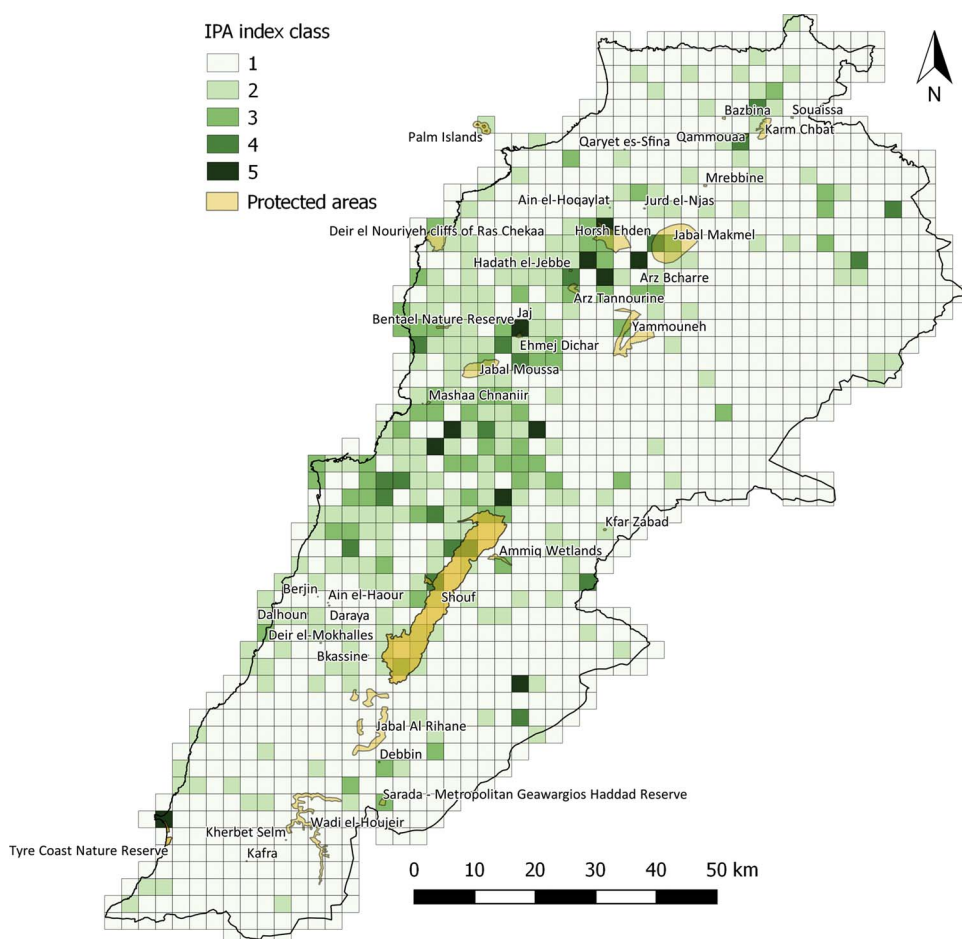 IPA index class
1
2
3
4
5
Protected areas
N
Bazbina
Souaissa
Palm Islands
Qaryet es-Sfina
Qammouaa
Karm Chbat
Mrebbine
Ain el-Hoqaylat
Jurd el-Njas
Deir el Nouriyeh cliffs of Ras Chekaa
Horsh Ehden
Jabal Makmel
Hadath el-Jebbe
Arz Bcharre
Arz Tannourine
Jaj
Bentael Nature Reserve
Yammouneh
Ehmej Dichar
Jabal Moussa
Mashaa Chnaniir
Kfar Zabad
Ammiq Wetlands
Berjin
Ain el-Haour
Shouf
Dalhoun
Daraya
Deir el-Mokhalles
Bkassine
Jabal Al Rihane
Debbin
Sarada - Metropolitan Geawargios Haddad Reserve
Wadi el-Houjeir
Kherbet Selm
Tyre Coast Nature Reserve
Kafra
0 10 20 30 40 50 km